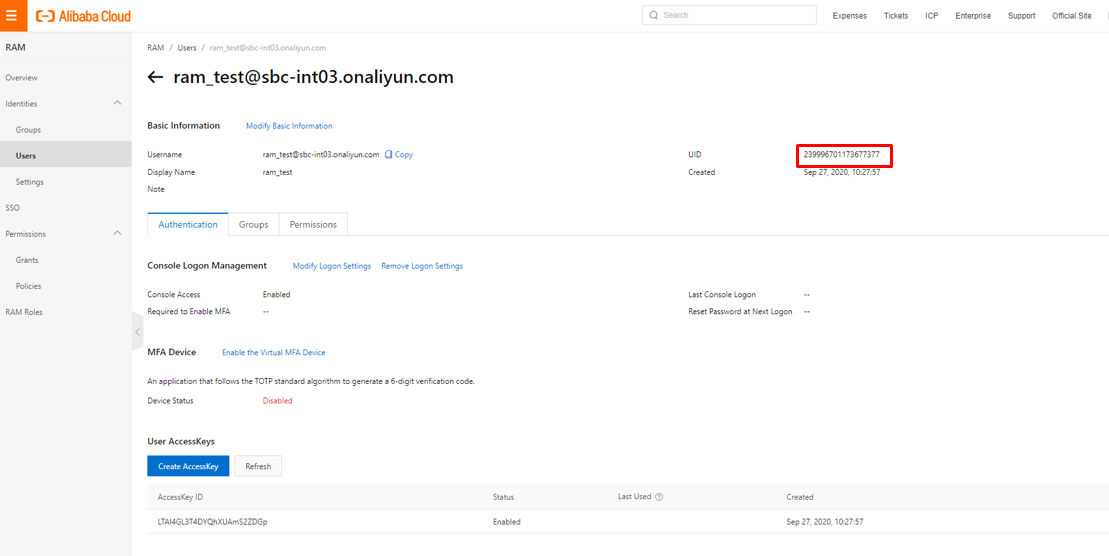 Alibaba Cloud
Search
Expenses Tickets ICP Enterprise Support Official Site
RAM
Overview
Identities
Groups
Users
Settings
SSO
Permissions
Grants
Policies
RAM Roles
RAM / Users / ram_test@sbc-int03.onaliyun.com
ram_test@sbc-int03.onaliyun.com
Basic Information Modify Basic Information
Username ram_test@sbc-int03.onaliyun.com Copy UID 239996701173677377
Display Name ram_test Created Sep 27, 2020, 10:27:57
Note
Authentication Groups Permissions
Console Logon Management Modify Logon Settings Remove Logon Settings
Console Access Enabled Last Console Logon --
Required to Enable MFA -- Reset Password at Next Logon --
MFA Device Enable the Virtual MFA Device
An application that follows the TOTP standard algorithm to generate a 6-digit verification code.
Device Status Disabled
User AccessKeys
Create AccessKey Refresh
AccessKey ID Status Last Used Created
LTAI4GL3T4DYQhXUAmS2ZDGp Enabled Sep 27, 2020, 10:27:57